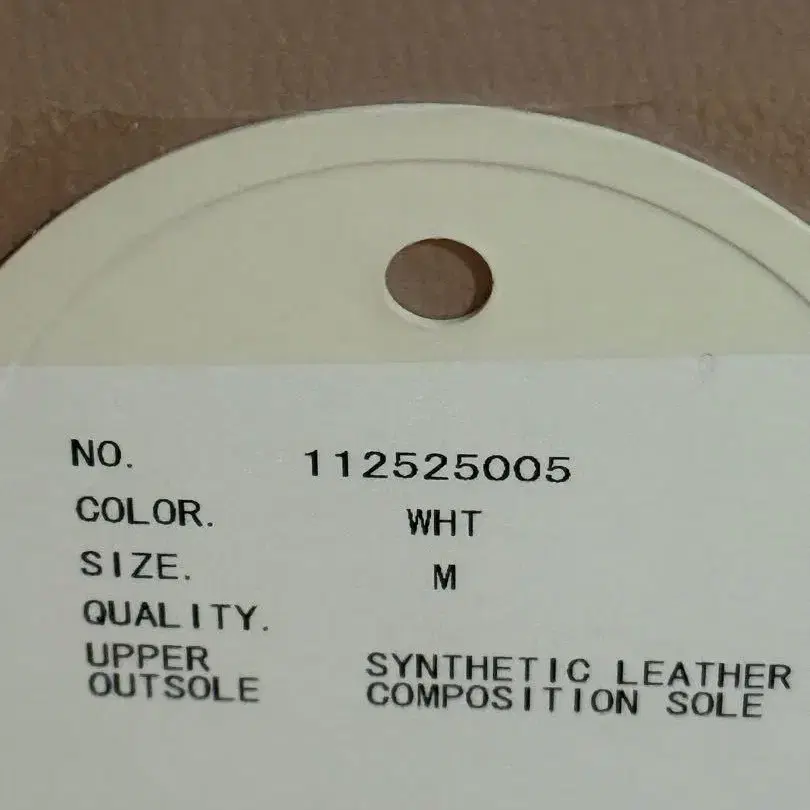 NO. 112525005
COLOR. WHT
SIZE. M
QUALITY.
UPPER SYNTHETIC LEATHER
OUTSOLE COMPOSITION SOLE